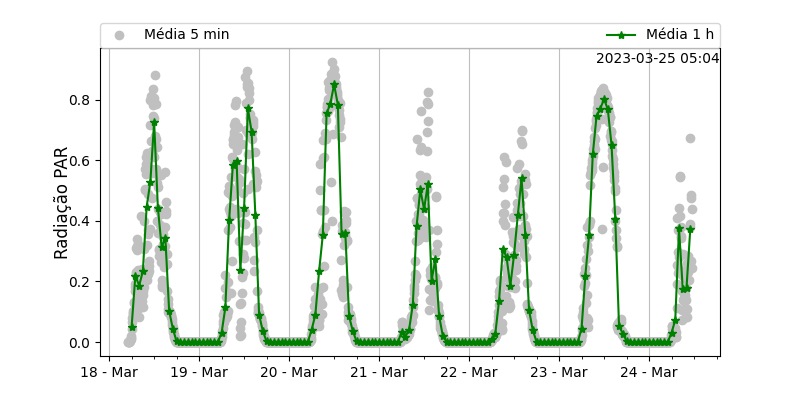 Média 5 min
Média 1 h
2023-03-25 05:04
Radiação PAR
0.8
0.6
0.4
0.2
0.0
18 - Mar
19 - Mar
20 - Mar
21 - Mar
22 - Mar
23 - Mar
24 - Mar